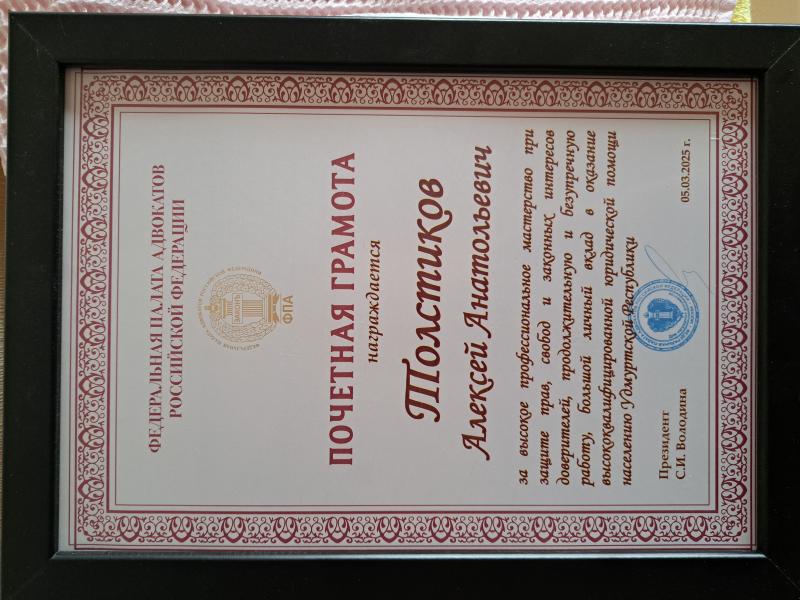 ФЕДЕРАЛЬНАЯ ПАЛАТА АДВОКАТОВ
РОССИЙСКОЙ ФЕДЕРАЦИИ
ФПА
ПОЧЕТНАЯ ГРАМОТА
награждается
Толстиков
Алексей Анатольевич
за высокое профессиональное мастерство при
защите прав, свобод и законных интересов
доверителей, продолжительную и безупречную
работу, большой личный вклад в оказание
высококвалифицированной юридической помощи
населению Удмуртской Республики
Президент
С.И. Володина
05.03.2025 г.